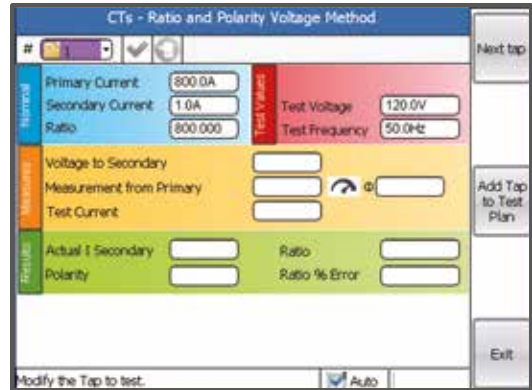 CTs - Ratio and Polarity Voltage Method
# 1
Next tap
Nominal
Primary Current 800.0A
Secondary Current 1.0A
Ratio 800.000
Test Values
Test Voltage 120.0V
Test Frequency 50.0Hz
Measures
Voltage to Secondary
Measurement from Primary Φ
Test Current
Add Tap
to Test
Plan
Results
Actual I Secondary Ratio
Polarity Ratio % Error
Exit
Modify the Tap to test. Auto